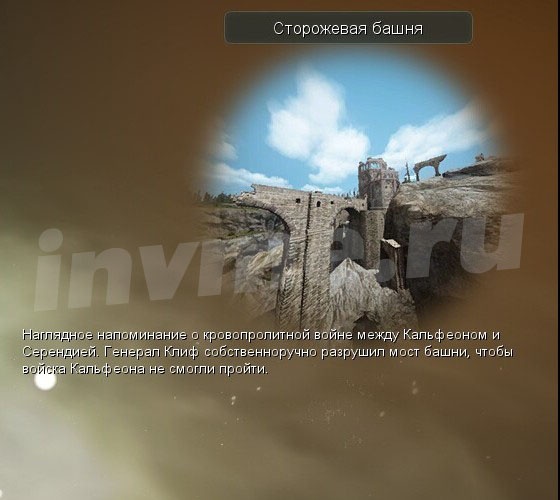 Сторожевая башня
invme.ru
Наглядное напоминание о кровопролитной войне между Кальфеоном и
Серендией. Генерал Клиф собственноручно разрушил мост башни, чтобы
войска Кальфеона не смогли пройти.